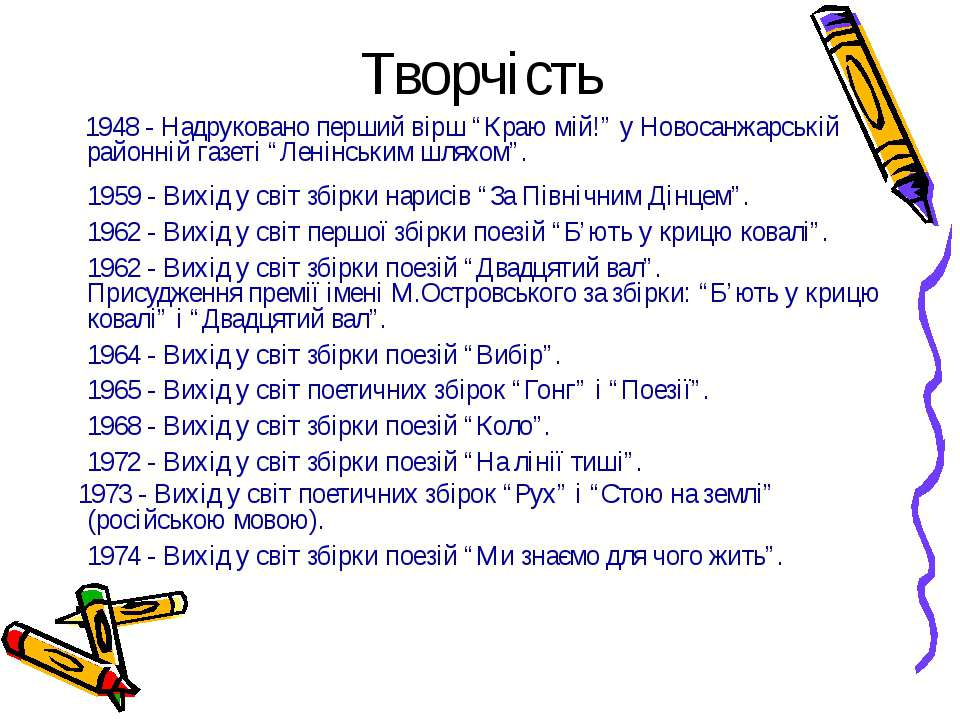 Творчість
1948 - Надруковано перший вірш “Краю мій!” у Новосанжарській
районній газеті “Ленінським шляхом”.
1959 - Вихід у світ збірки нарисів “За Північним Дінцем”.
1962 - Вихід у світ першої збірки поезій “Б’ють у крицю ковалі”.
1962 - Вихід у світ збірки поезій “Двадцятий вал”.
Присудження премії імені М.Островського за збірки: “Б’ють у крицю
ковалі” і “Двадцятий вал”.
1964 - Вихід у світ збірки поезій “Вибір”.
1965 - Вихід у світ поетичних збірок “Гонг” і “Поезії”.
1968 - Вихід у світ збірки поезій “Коло”.
1972 - Вихід у світ збірки поезій “На лінії тиші”.
1973 - Вихід у світ поетичних збірок “Рух” і “Стою на землі”
(російською мовою).
1974 - Вихід у світ збірки поезій “Ми знаємо для чого жить”.